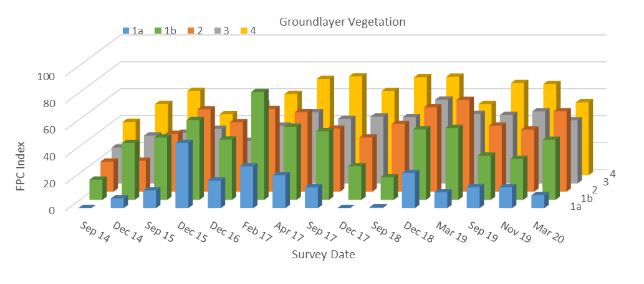 Groundlayer Vegetation
1a 1b 2 3 4
100
80
60
40
20
0
FPC Index
Sep 14
Dec 14
Sep 15
Dec 15
Dec 16
Feb 17
Apr 17
Sep 17
Dec 17
Sep 18
Dec 18
Mar 19
Sep 19
Nov 19
Mar 20
1a
1b
2
3
4
Survey Date